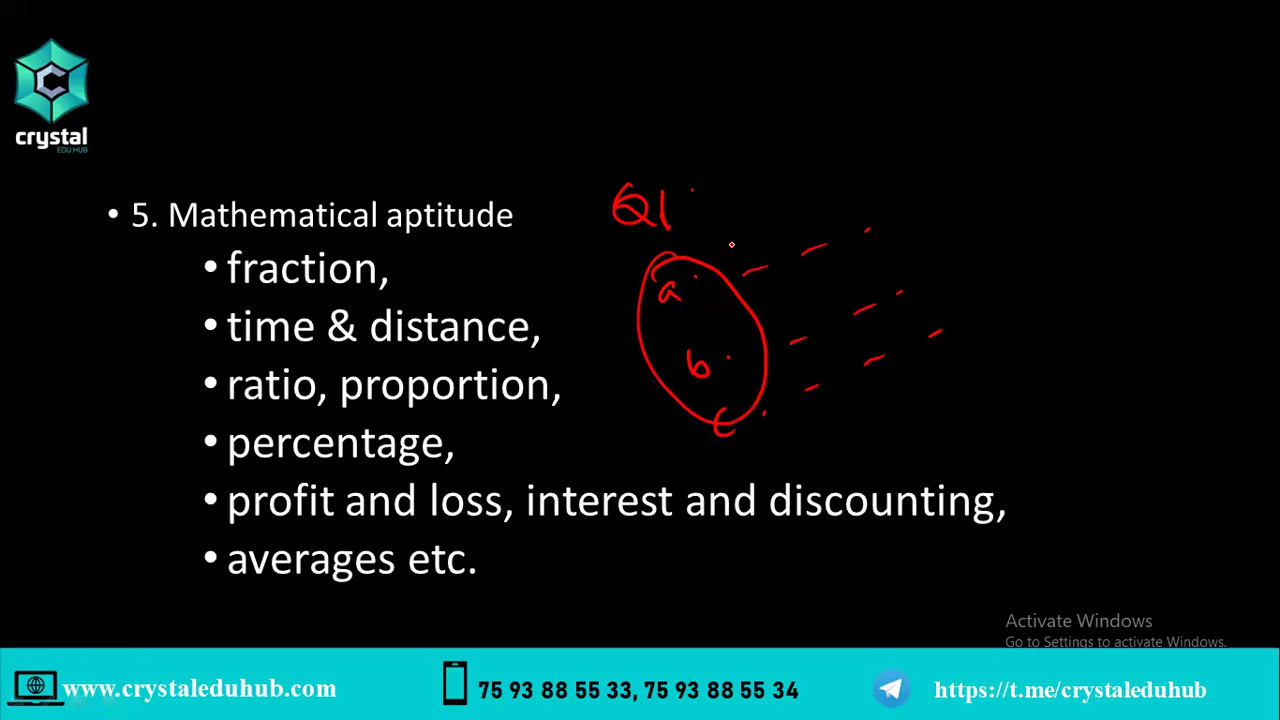 crystal
EDU HUB
• 5. Mathematical aptitude
• fraction,
• time & distance,
• ratio, proportion,
• percentage,
• profit and loss, interest and discounting,
• averages etc.
Q1
a
b
c
Activate Windows
Go to Settings to activate Windows.
www.crystaleduhub.com
75 93 88 55 33, 75 93 88 55 34
https://t.me/crystaleduhub